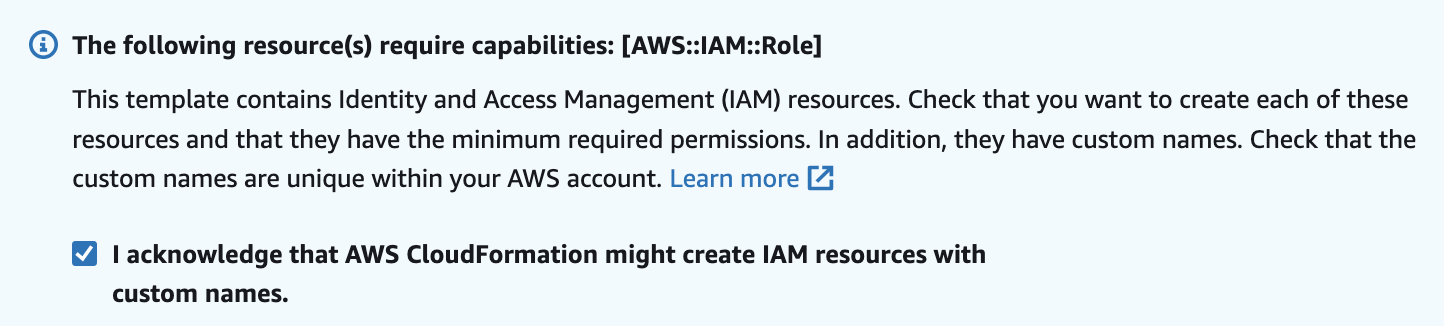 The following resource(s) require capabilities: [AWS::IAM::Role]
This template contains Identity and Access Management (IAM) resources. Check that you want to create each of these
resources and that they have the minimum required permissions. In addition, they have custom names. Check that the
custom names are unique within your AWS account. Learn more
I acknowledge that AWS CloudFormation might create IAM resources with
custom names.